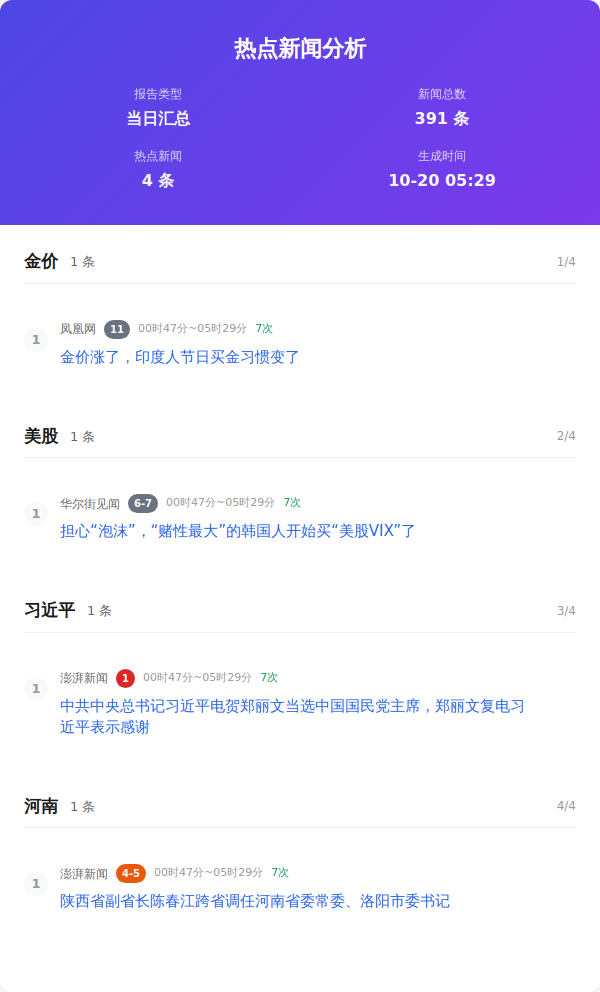 热点新闻分析
报告类型
新闻总数
当日汇总
391 条
热点新闻
生成时间
4 条
10-20 05:29
金价 1 条 1/4
1 凤凰网 11 00时47分~05时29分 7次
金价涨了，印度人节日买金习惯变了
美股 1 条 2/4
1 华尔街见闻 6-7 00时47分~05时29分 7次
担心“泡沫”，“赌性最大”的韩国人开始买“美股VIX”了
习近平 1 条 3/4
1 澎湃新闻 1 00时47分~05时29分 7次
中共中央总书记习近平电贺郑丽文当选中国国民党主席，郑丽文复电习
近平表示感谢
河南 1 条 4/4
1 澎湃新闻 4-5 00时47分~05时29分 7次
陕西省副省长陈春江跨省调任河南省委常委、洛阳市委书记